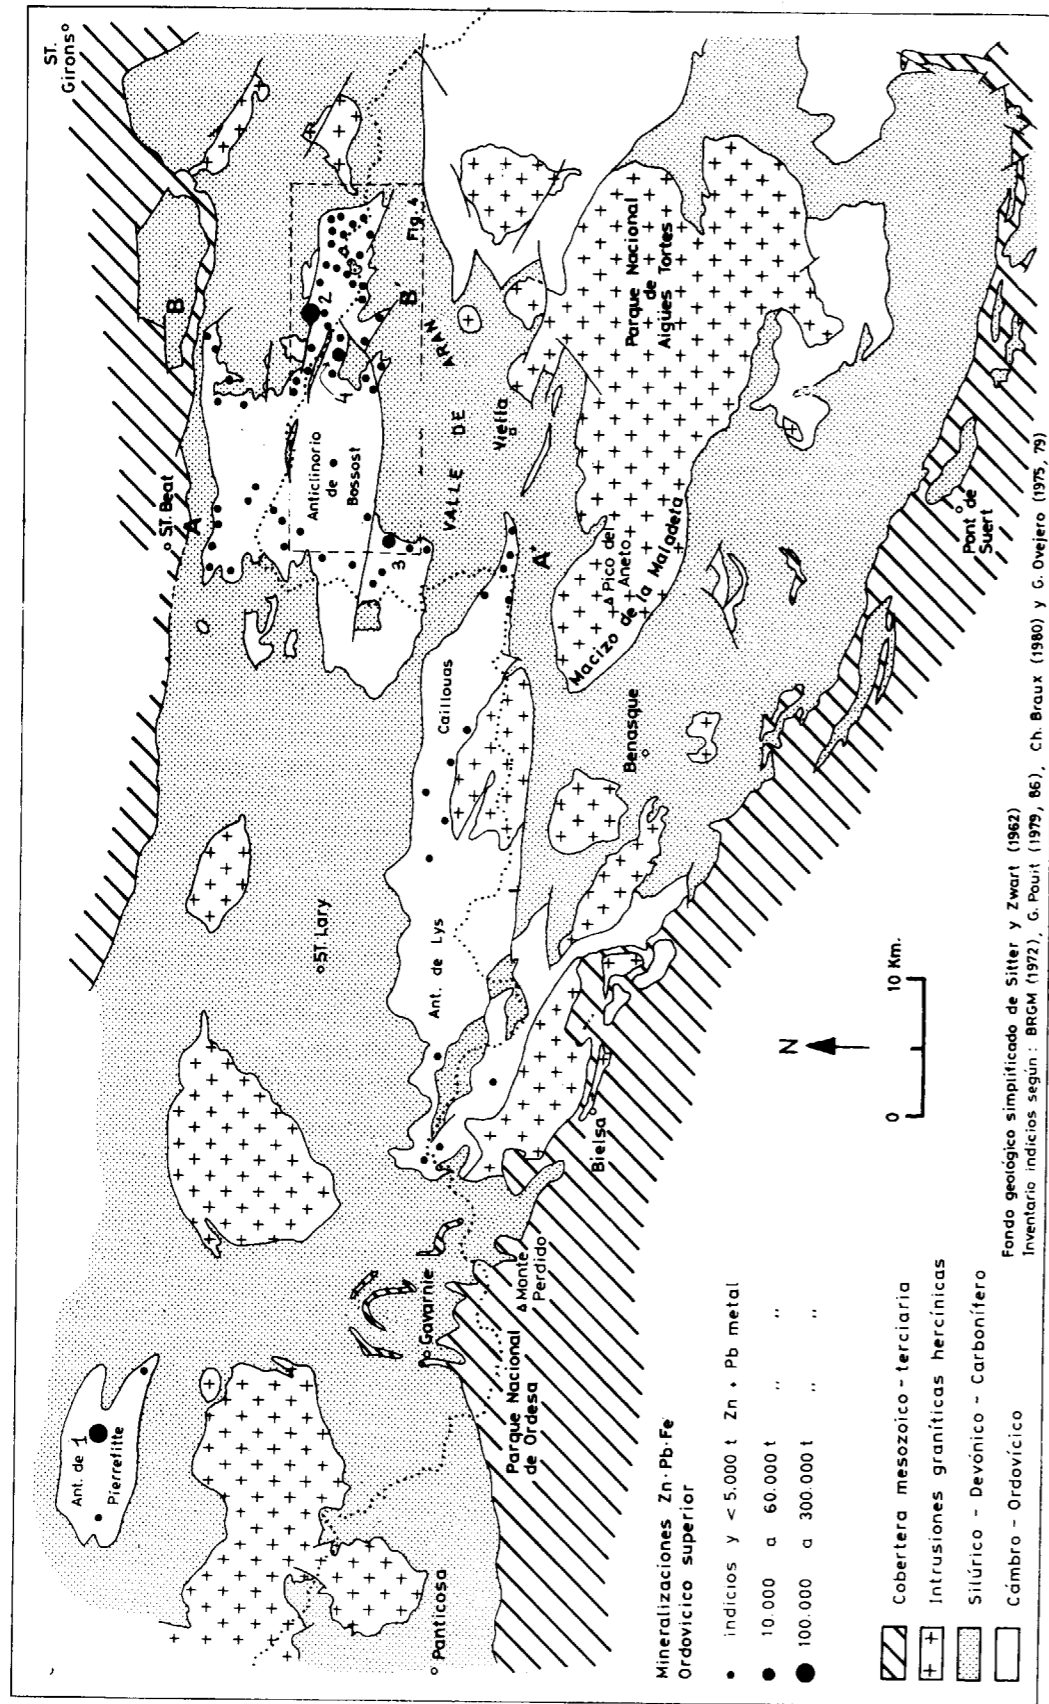 ST.
Girons
ST. Beat
A
B
Fig. 4
2
4
3
B'
Anticlinorio
de
Bossost
VALLE DE ARAN
Viella
A'
Parque Nacional
de
Aigües Tortes
Pico de
Aneto
Macizo de la Maladeta
Pont de
Suert
Caillouas
Benasque
ST. Lary
Ant. de Lys
Bielsa
Gavarnie
Monte
Perdido
Parque Nacional
de Ordesa
Ant. de 1
Pierrefitte
Panticosa
N
0 10 Km.
Mineralizaciones Zn-Pb-Fe
Ordovicico superior
indicios y < 5.000 t Zn + Pb metal
10.000 a 60.000 t " "
100.000 a 300.000 t " "
Cobertera mesozoico-terciaria
Intrusiones graníticas hercínicas
Silúrico - Devónico - Carbonífero
Cámbro - Ordovícico
Fondo geológico simplificado de Sitter y Zwart (1962)
Inventario indicios según: BRGM (1972), G. Pouit (1979, 86), Ch. Braux (1980) y G. Ovejero (1975, 79)